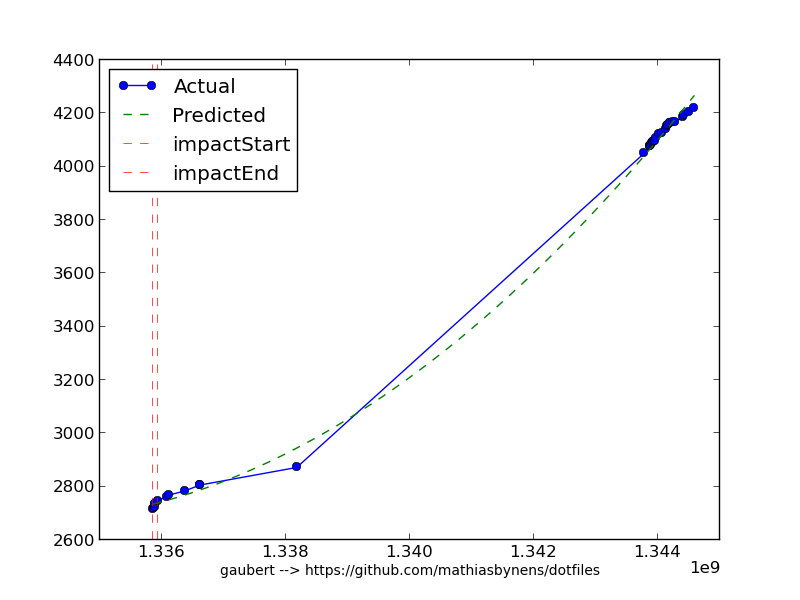 4400
4200
4000
3800
3600
3400
3200
3000
2800
2600
Actual
Predicted
impactStart
impactEnd
1.336 1.338 1.340 1.342 1.344
1e9
gaubert --> https://github.com/mathiasbynens/dotfiles